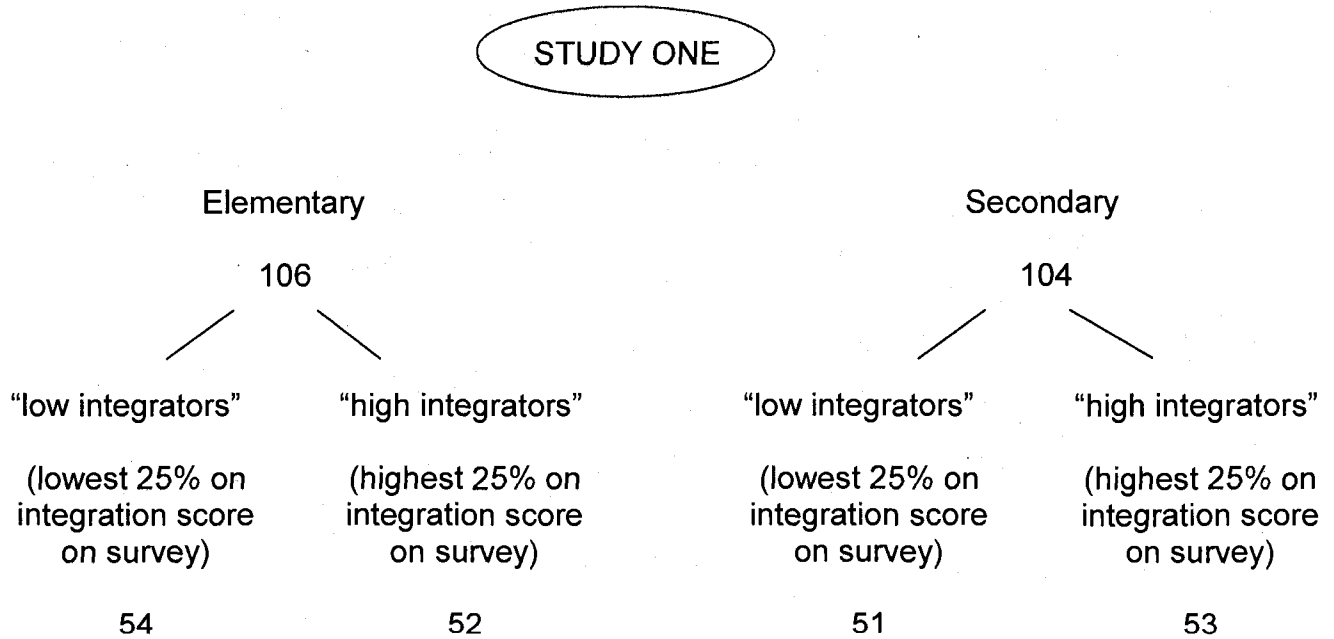 STUDY ONE
Elementary
Secondary
106
104
“low integrators”
“high integrators”
“low integrators”
“high integrators”
(lowest 25% on
integration score
on survey)
(highest 25% on
integration score
on survey)
(lowest 25% on
integration score
on survey)
(highest 25% on
integration score
on survey)
54
52
51
53